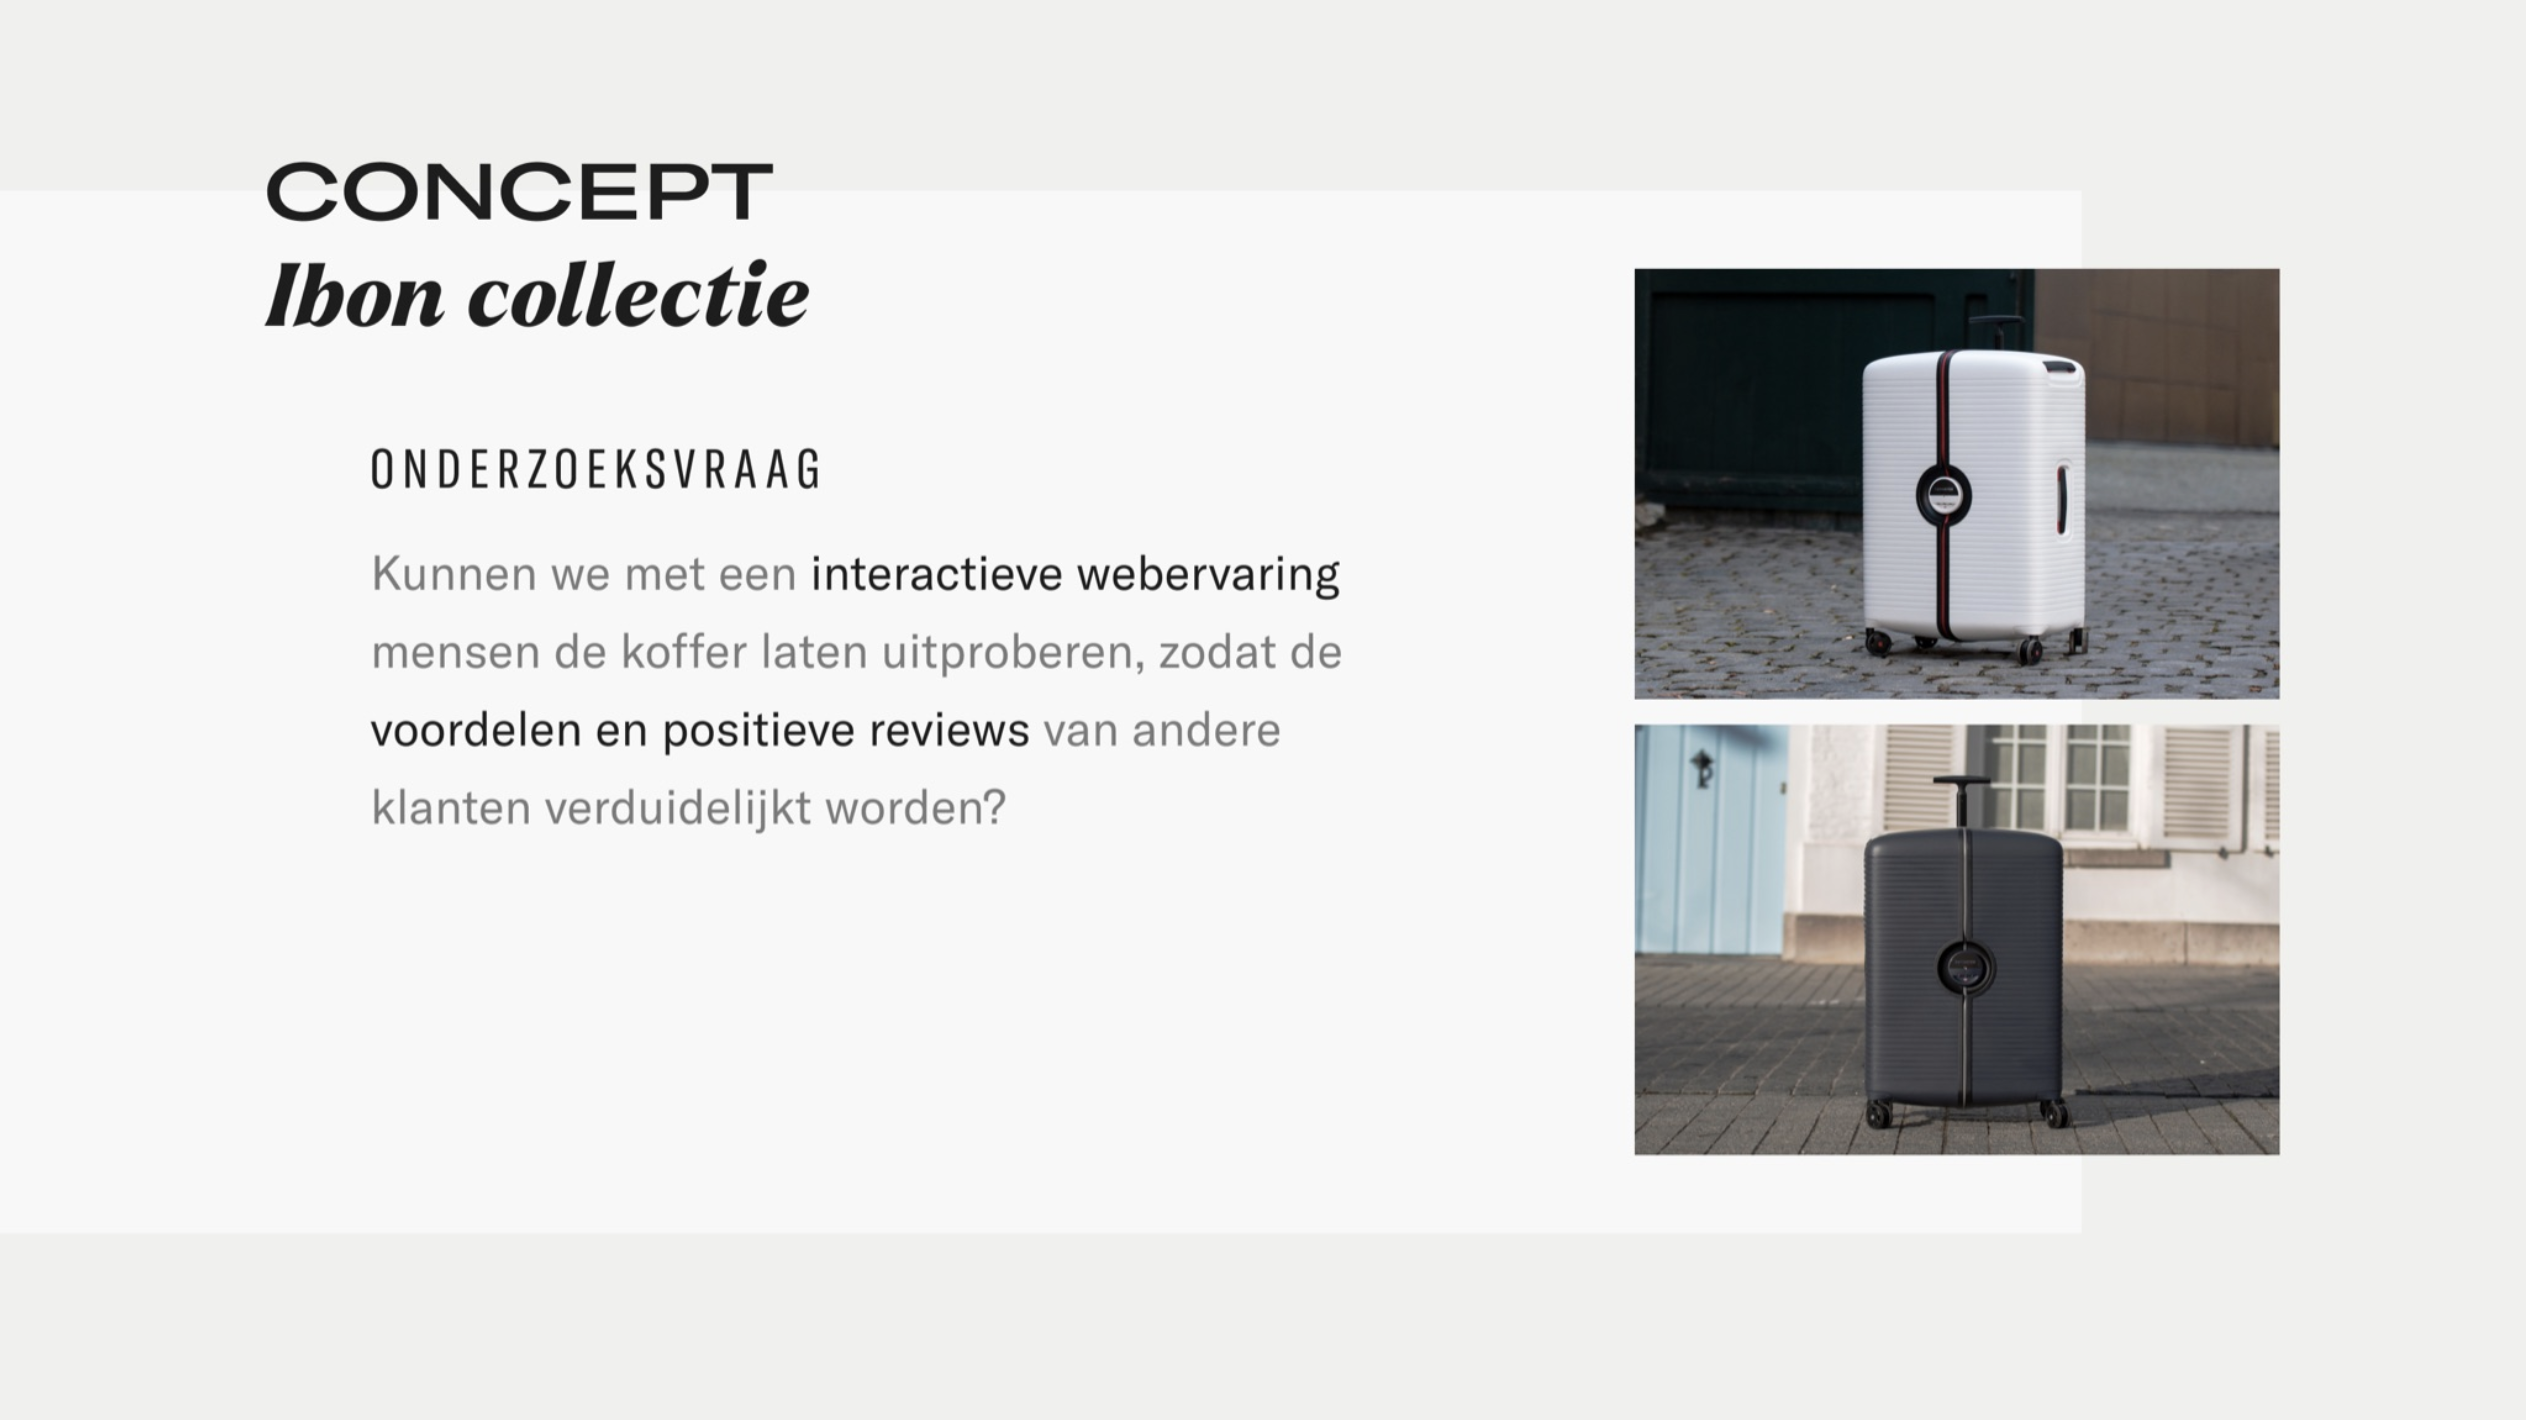 CONCEPT
Ibon collectie
ONDERZOEKSVRAAG
Kunnen we met een interactieve webervaring
mensen de koffer laten uitproberen, zodat de
voordelen en positieve reviews van andere
klanten verduidelijkt worden?